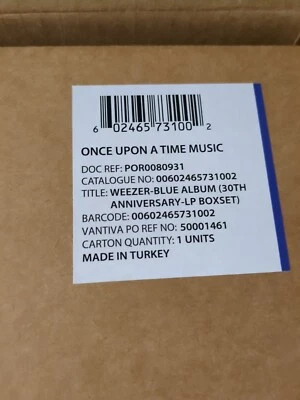 6 02465 73100 2
ONCE UPON A TIME MUSIC
DOC REF: POR0080931
CATALOGUE NO: 00602465731002
TITLE: WEEZER-BLUE ALBUM (30TH
ANNIVERSARY-LP BOXSET)
BARCODE: 00602465731002
VANTIVA PO REF NO: 50001461
CARTON QUANTITY: 1 UNITS
MADE IN TURKEY